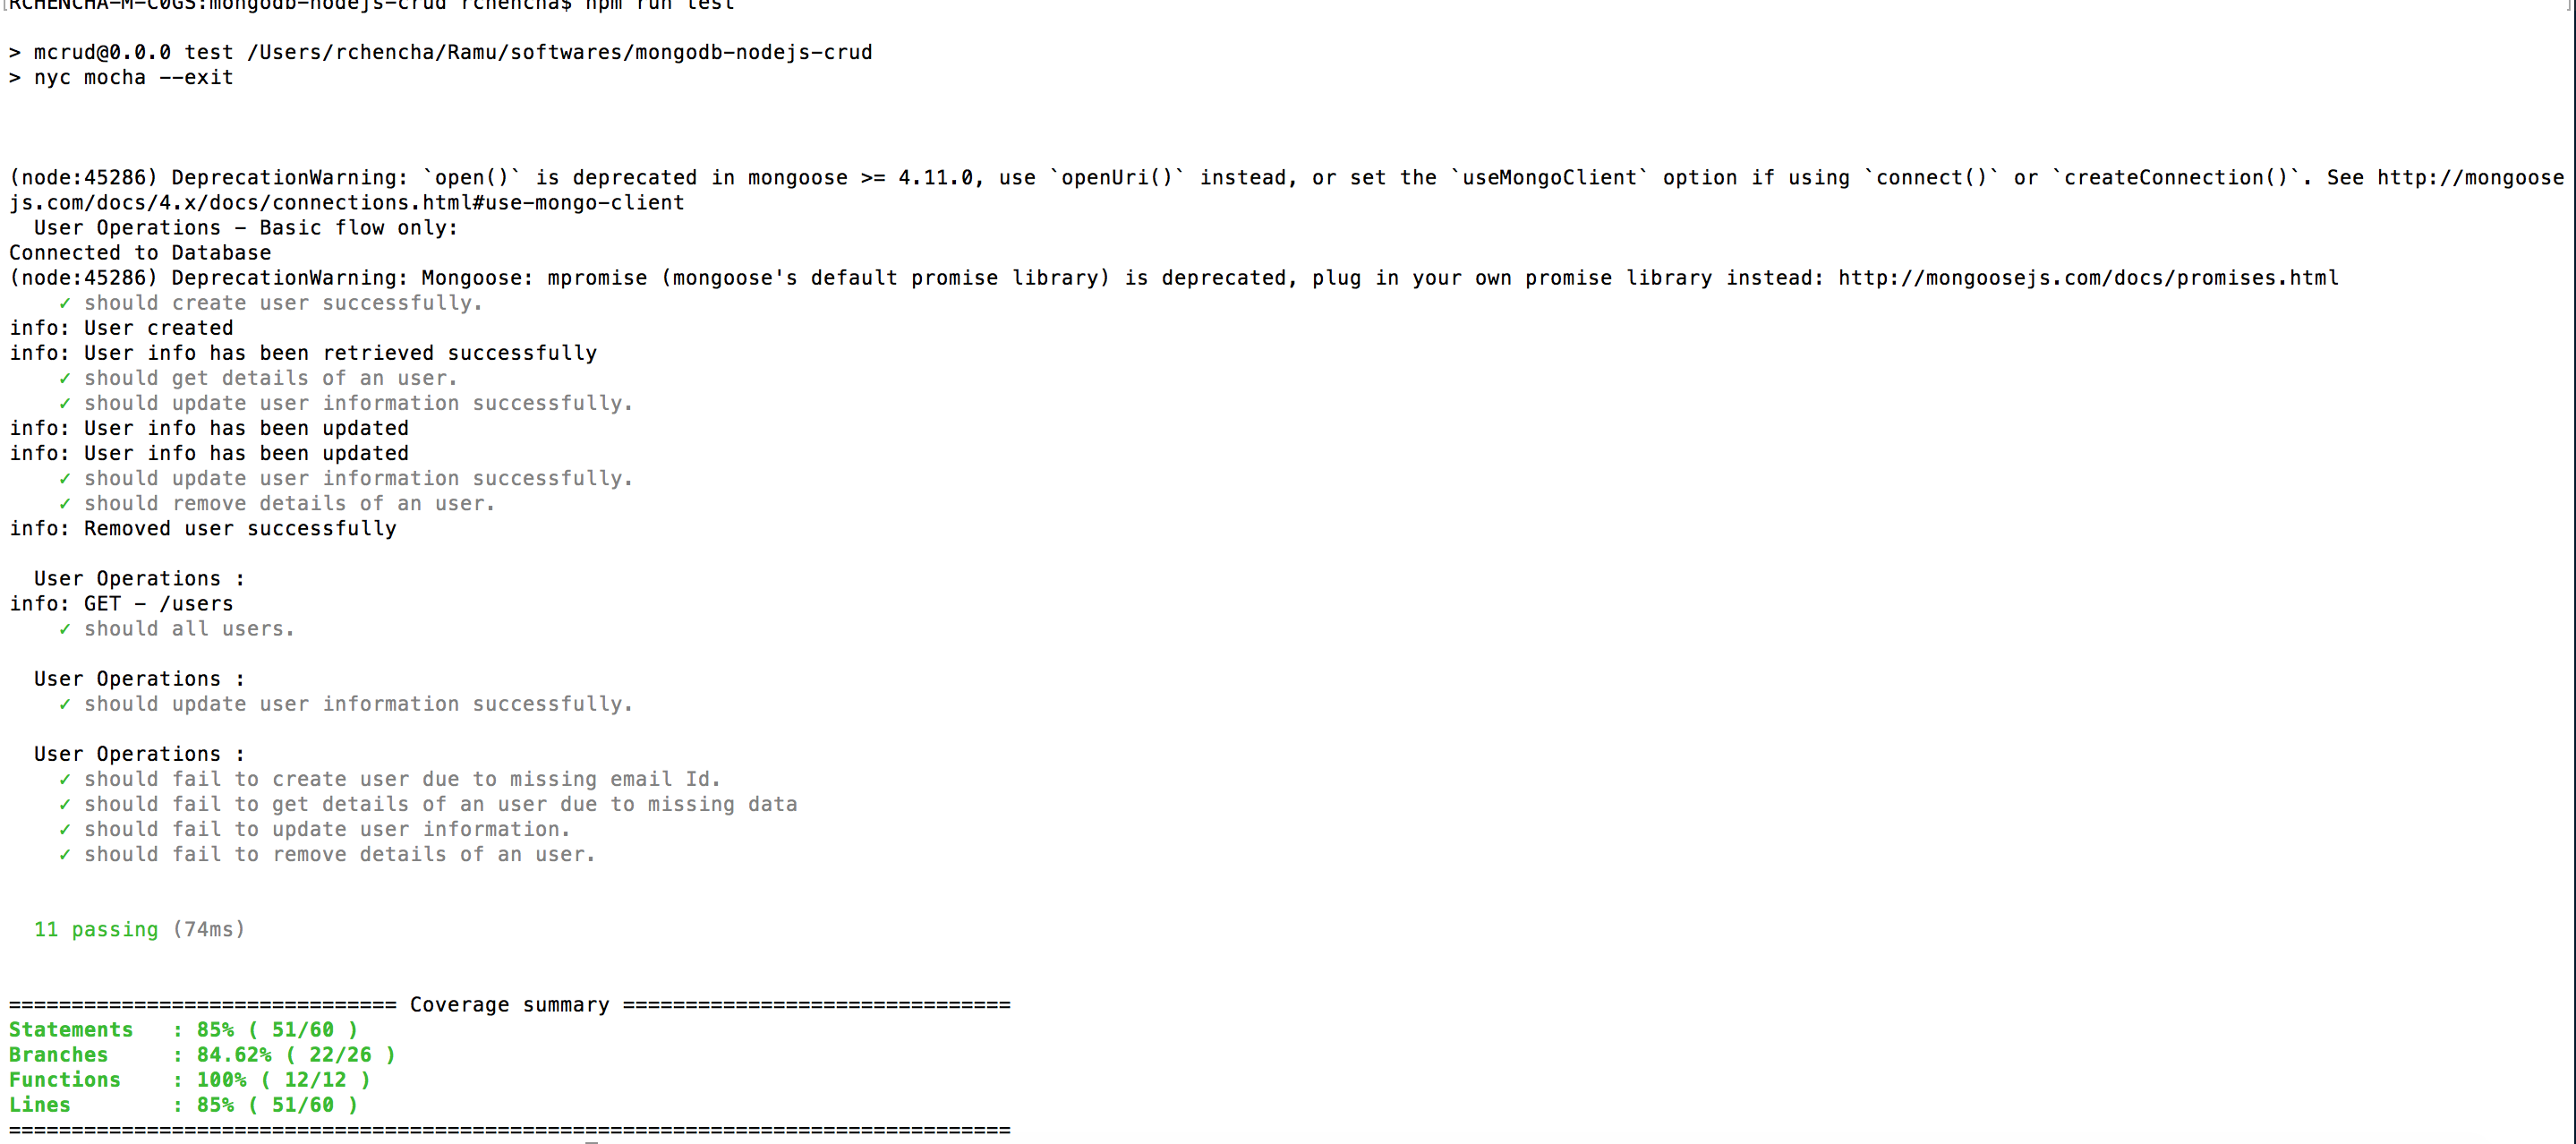 [RCHENCHA-M-C0GS:mongodb-nodejs-crud rchencha$ npm run test ]
> mcrud@0.0.0 test /Users/rchencha/Ramu/softwares/mongodb-nodejs-crud
> nyc mocha --exit
(node:45286) DeprecationWarning: `open()` is deprecated in mongoose >= 4.11.0, use `openUri()` instead, or set the `useMongoClient` option if using `connect()` or `createConnection()`. See http://mongoose
js.com/docs/4.x/docs/connections.html#use-mongo-client
  User Operations – Basic flow only:
Connected to Database
(node:45286) DeprecationWarning: Mongoose: mpromise (mongoose's default promise library) is deprecated, plug in your own promise library instead: http://mongoosejs.com/docs/promises.html
    ✓ should create user successfully.
info: User created
info: User info has been retrieved successfully
    ✓ should get details of an user.
    ✓ should update user information successfully.
info: User info has been updated
info: User info has been updated
    ✓ should update user information successfully.
    ✓ should remove details of an user.
info: Removed user successfully
  User Operations :
info: GET – /users
    ✓ should all users.
  User Operations :
    ✓ should update user information successfully.
  User Operations :
    ✓ should fail to create user due to missing email Id.
    ✓ should fail to get details of an user due to missing data
    ✓ should fail to update user information.
    ✓ should fail to remove details of an user.
  11 passing (74ms)
=============================== Coverage summary ===============================
Statements   : 85% ( 51/60 )
Branches     : 84.62% ( 22/26 )
Functions    : 100% ( 12/12 )
Lines        : 85% ( 51/60 )
================================================================================